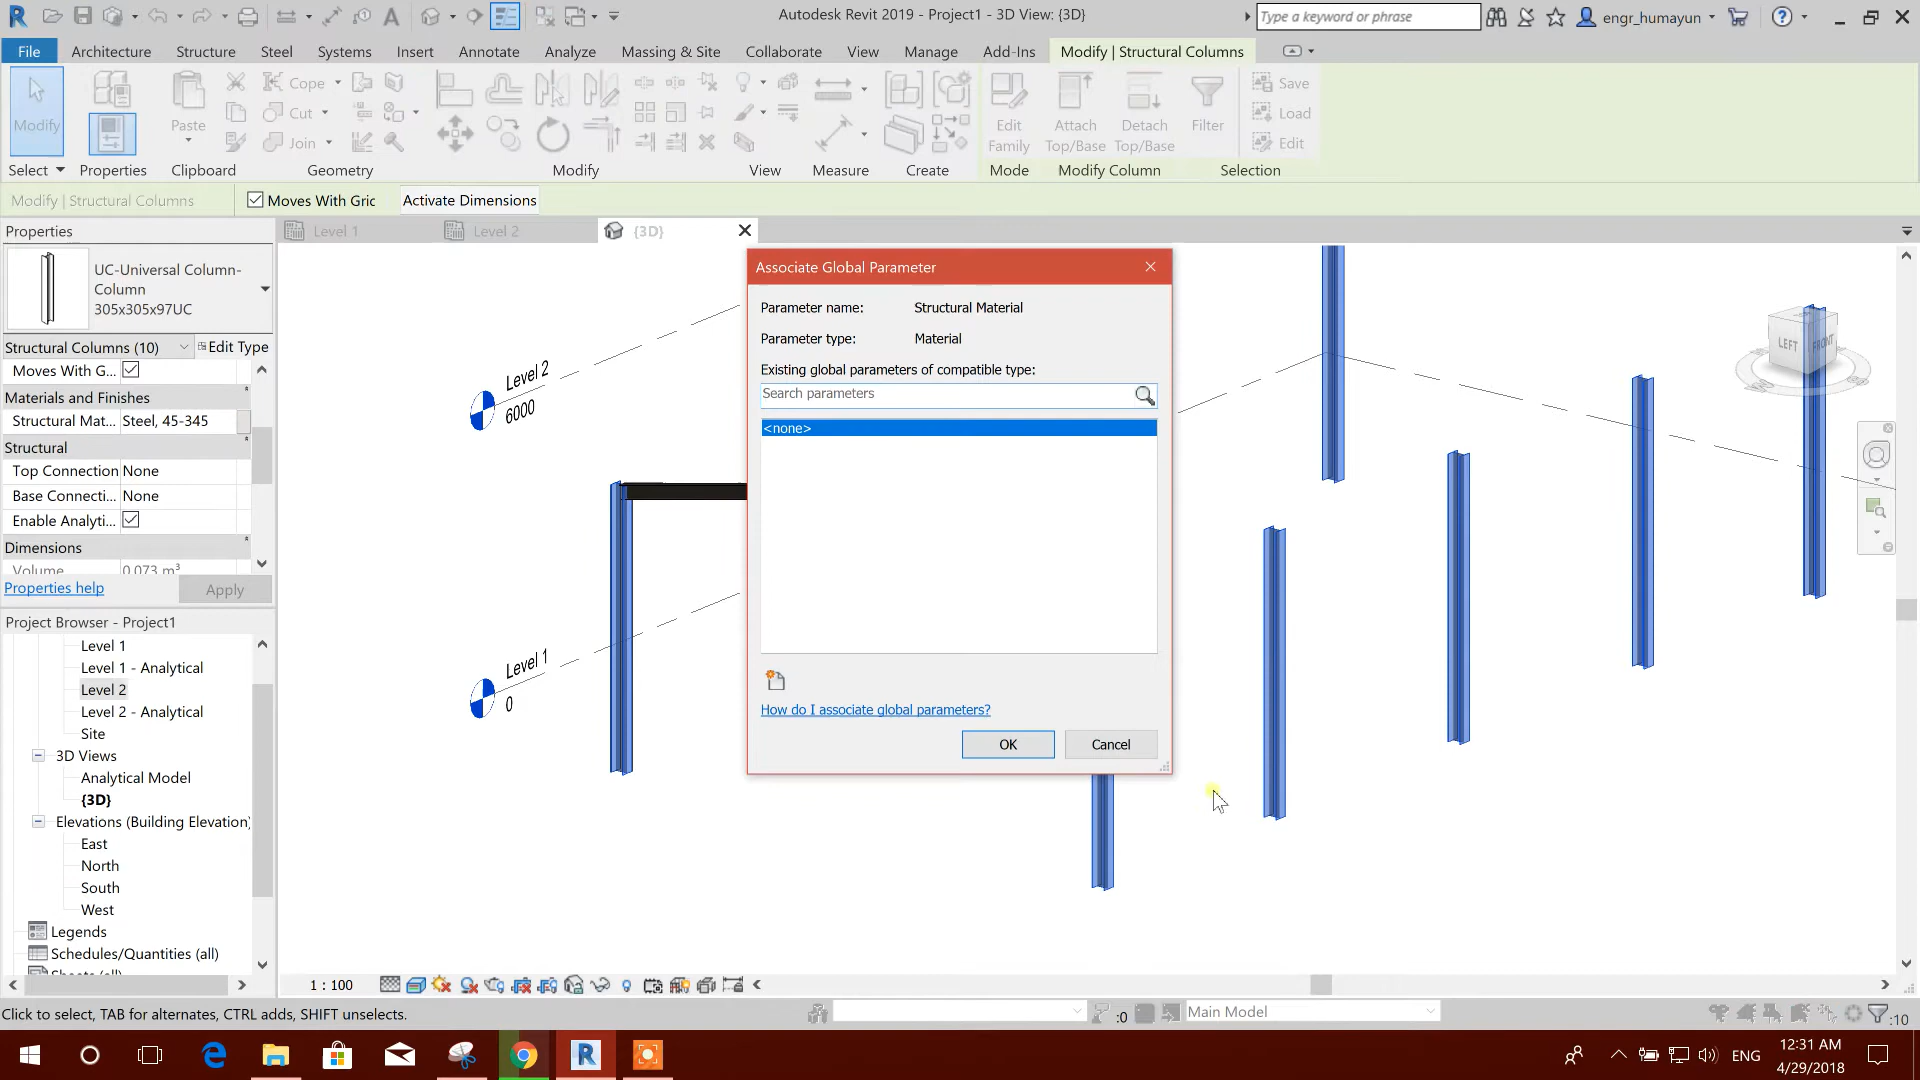 Autodesk Revit 2019 - Project1 - 3D View: {3D}
Type a keyword or phrase
engr_humayun
File Architecture Structure Steel Systems Insert Annotate Analyze Massing & Site Collaborate View Manage Add-Ins Modify | Structural Columns
Modify
Paste
Cope
Cut
Join
Edit Family
Attach Top/Base
Detach Top/Base
Filter
Save
Load
Edit
Select Properties Clipboard Geometry Modify View Measure Create Mode Modify Column Selection
Modify | Structural Columns
Moves With Gric
Activate Dimensions
Properties
Level 1
Level 2
{3D}
UC-Universal Column-
Column
305x305x97UC
Structural Columns (10)
Edit Type
Moves With G...
Materials and Finishes
Structural Mat... Steel, 45-345
Structural
Top Connection None
Base Connecti... None
Enable Analyti...
Dimensions
Volume 0.073 m³
Properties help
Apply
Project Browser - Project1
Level 1
Level 1 - Analytical
Level 2
Level 2 - Analytical
Site
3D Views
Analytical Model
{3D}
Elevations (Building Elevation)
East
North
South
West
Legends
Schedules/Quantities (all)
Sheets (all)
Level 2
6000
Level 1
0
LEFT
FRONT
Associate Global Parameter
Parameter name: Structural Material
Parameter type: Material
Existing global parameters of compatible type:
Search parameters
<none>
How do I associate global parameters?
OK
Cancel
1 : 100
Click to select, TAB for alternates, CTRL adds, SHIFT unselects.
:0
Main Model
:10
ENG
12:31 AM
4/29/2018